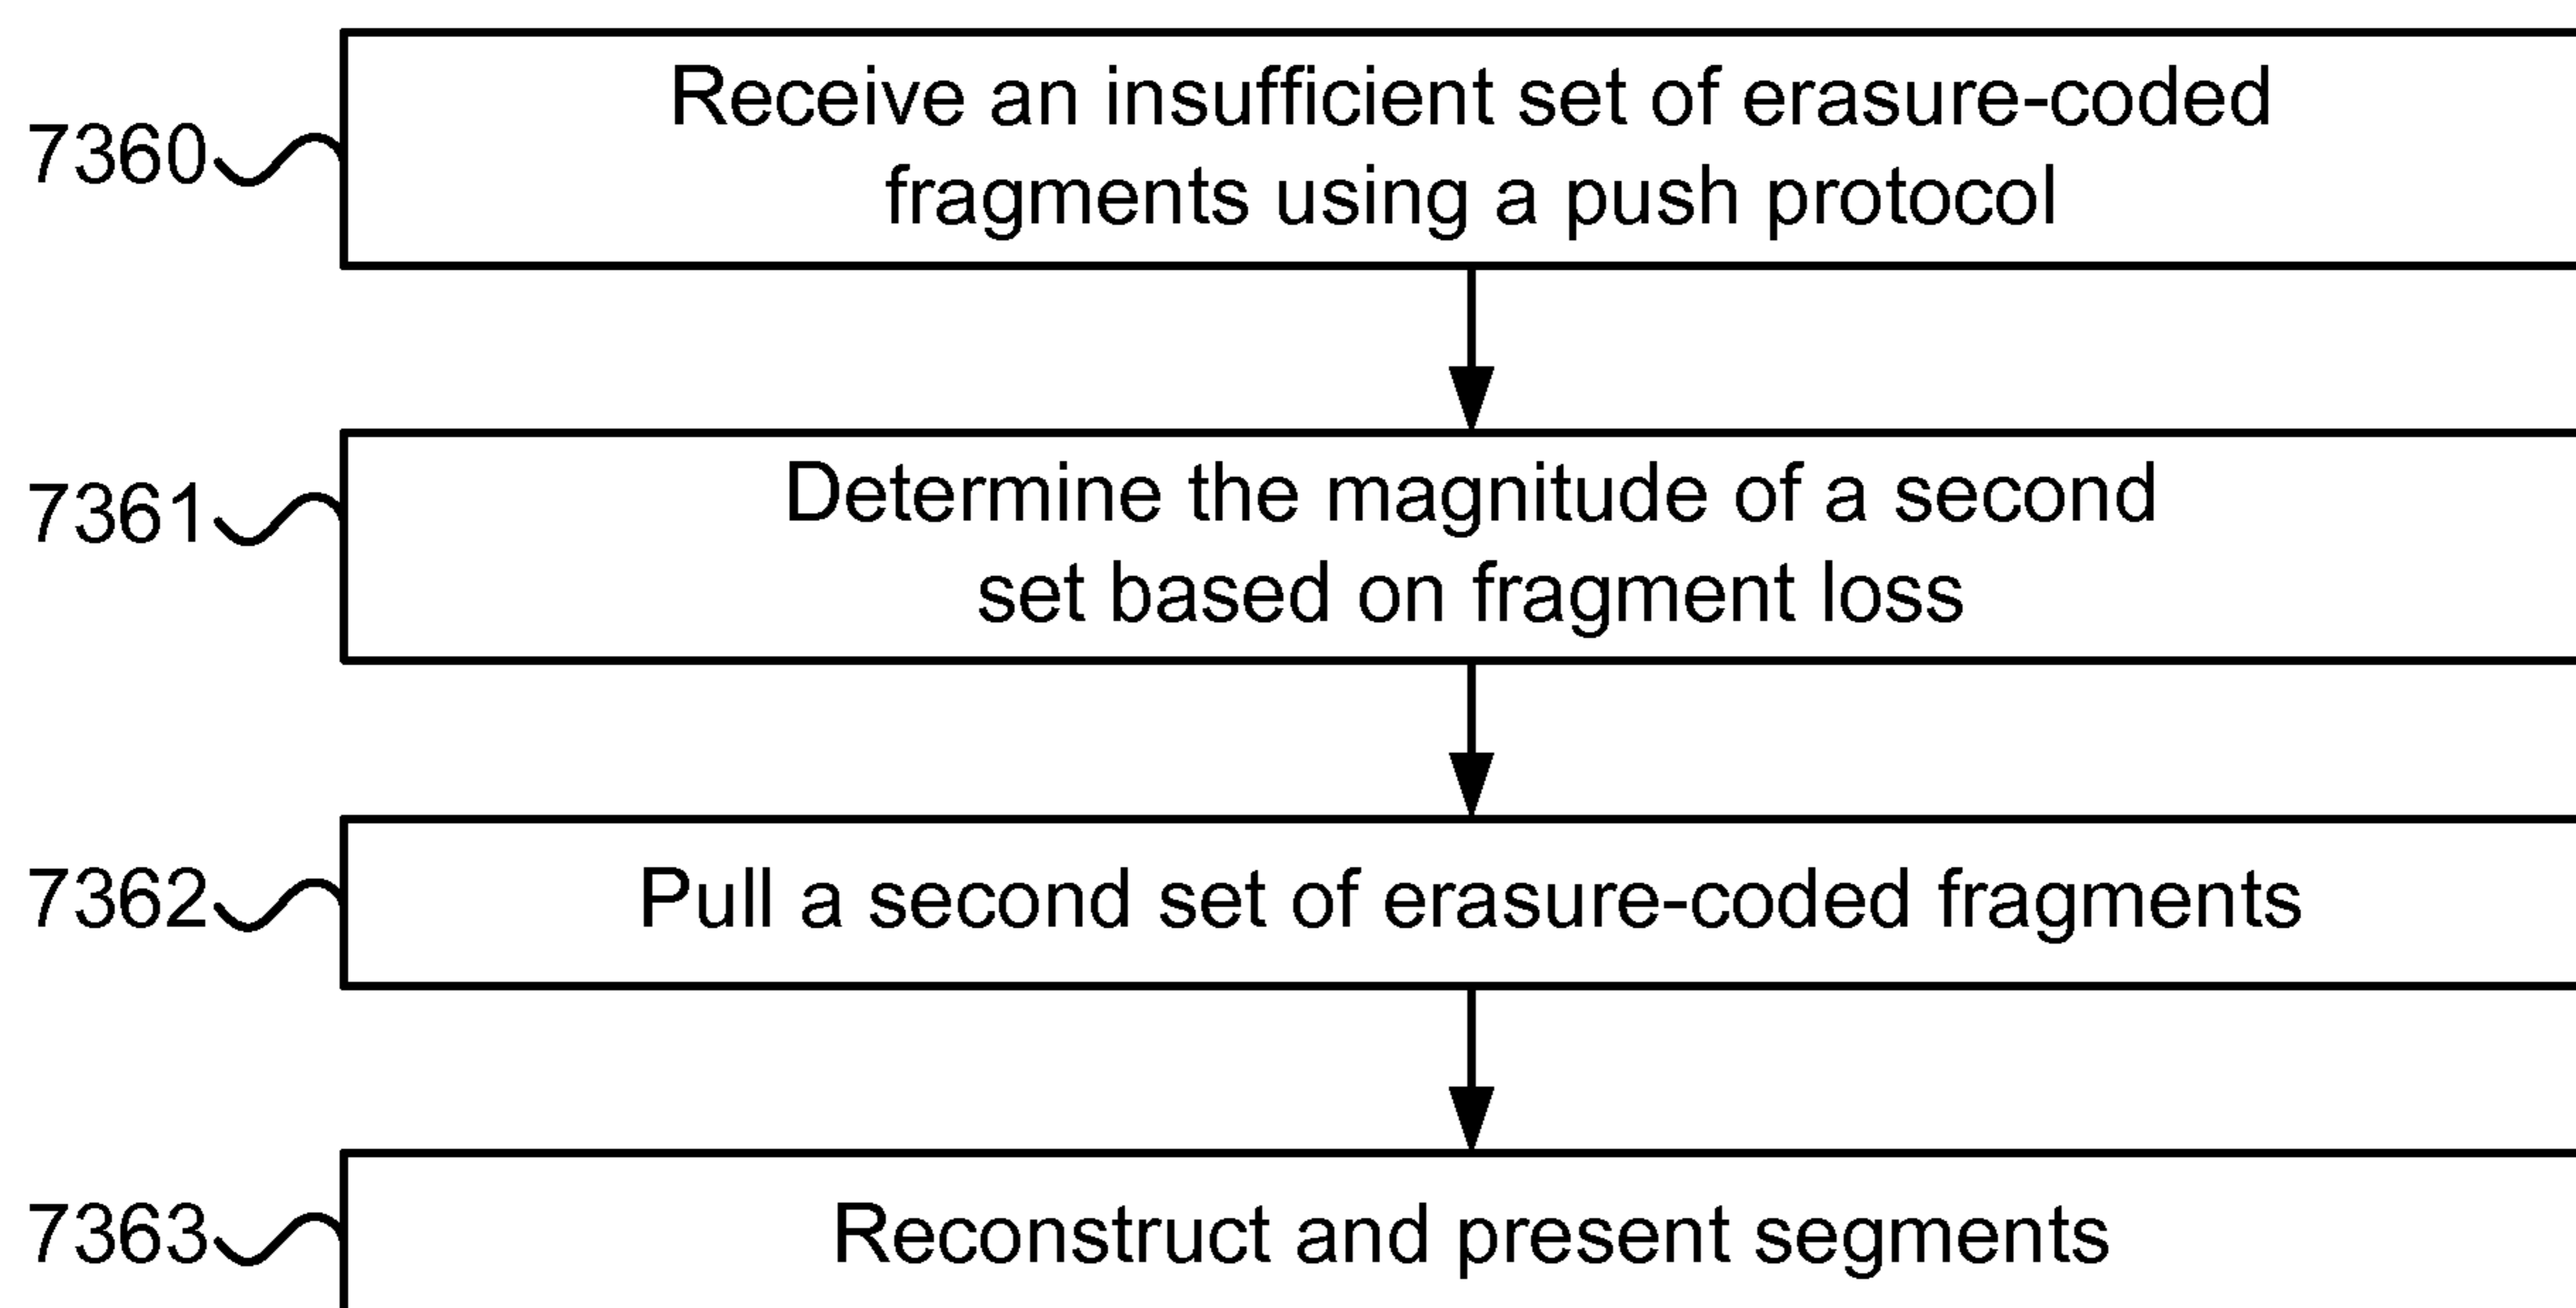 7360
Receive an insufficient set of erasure-coded
fragments using a push protocol
7361
Determine the magnitude of a second
set based on fragment loss
7362
Pull a second set of erasure-coded fragments
7363
Reconstruct and present segments